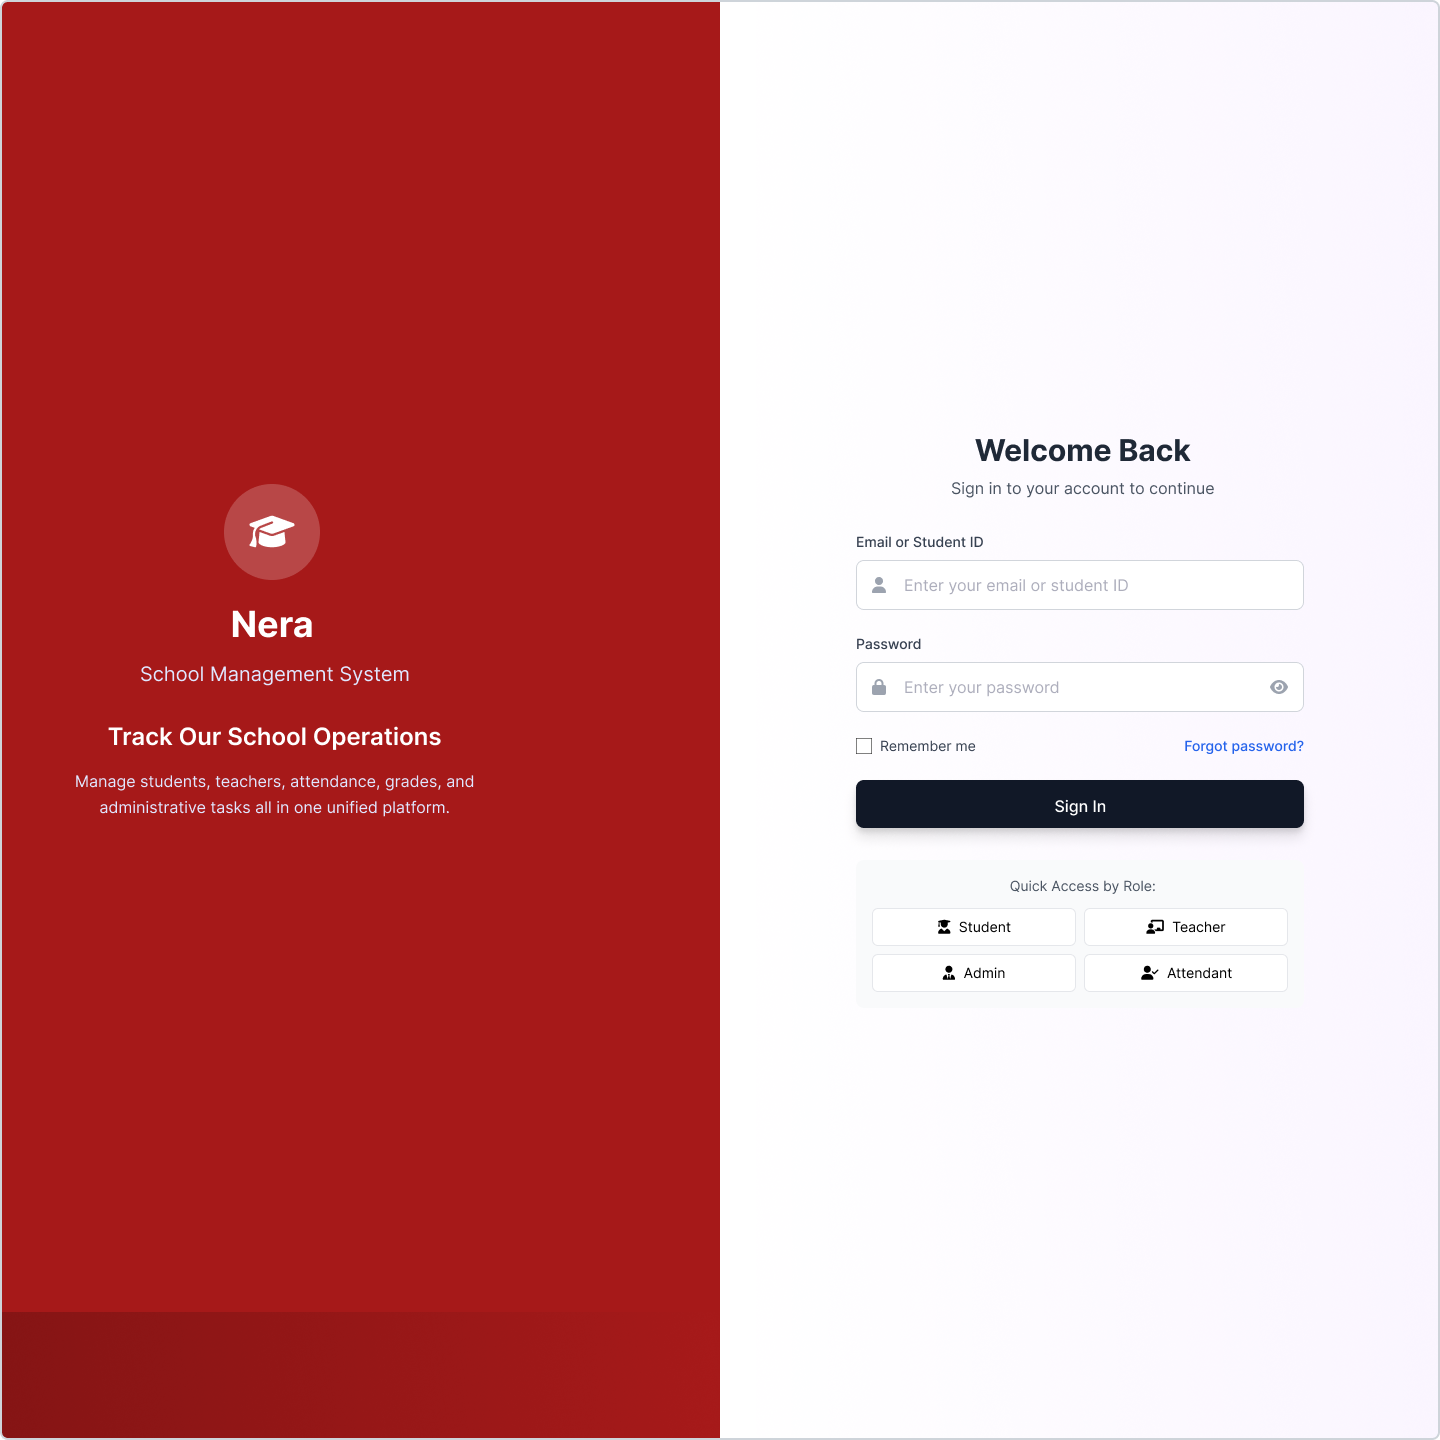 Nera
School Management System
Track Our School Operations
Manage students, teachers, attendance, grades, and
administrative tasks all in one unified platform.
Welcome Back
Sign in to your account to continue
Email or Student ID
Enter your email or student ID
Password
Enter your password
Remember me
Forgot password?
Sign In
Quick Access by Role:
Student
Teacher
Admin
Attendant